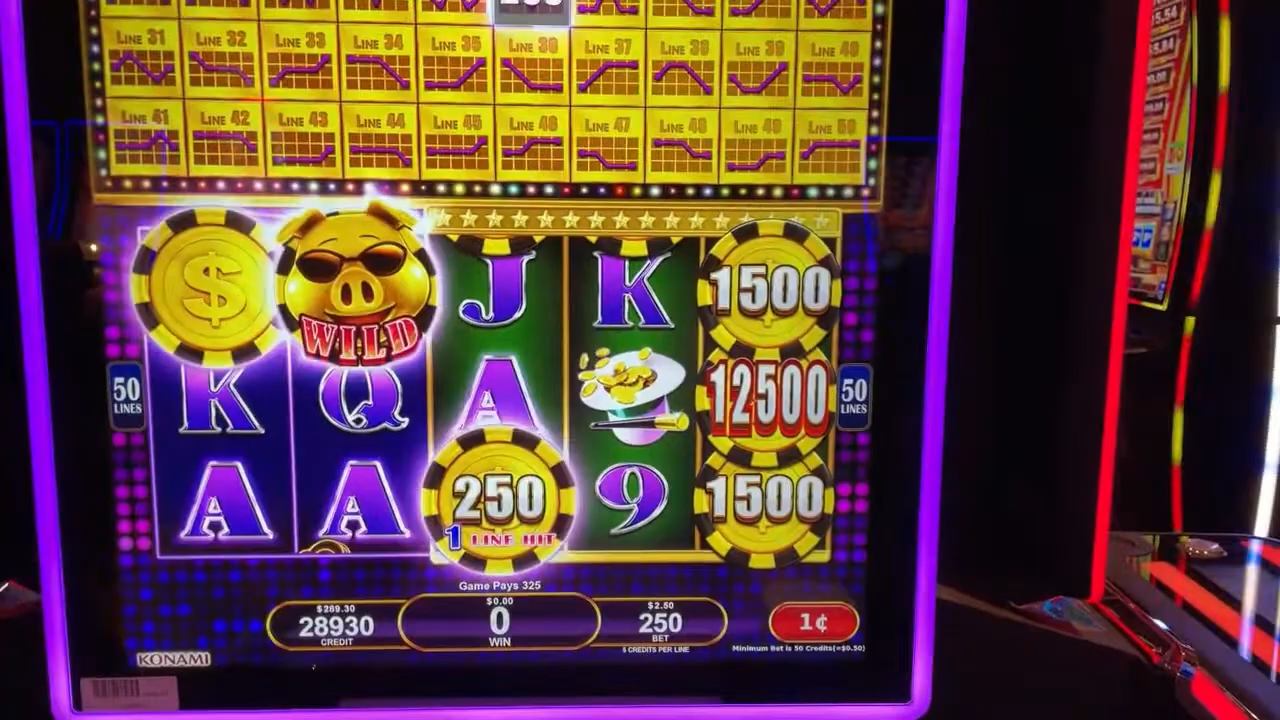 LINE 31 LINE 32 LINE 33 LINE 34 LINE 35 LINE 36 LINE 37 LINE 38 LINE 39 LINE 40
LINE 41 LINE 42 LINE 43 LINE 44 LINE 45 LINE 46 LINE 47 LINE 48 LINE 49 LINE 50
$
WILD
J
K
1500
50
LINES
K
Q
A
12500
50
LINES
A
A
250
1 LINE HIT
9
1500
Game Pays 325
$289.30
28930
CREDIT
$0.00
0
WIN
$2.50
250
BET
5 CREDITS PER LINE
1¢
Minimum Bet is 50 Credits(=$0.50)
KONAMI